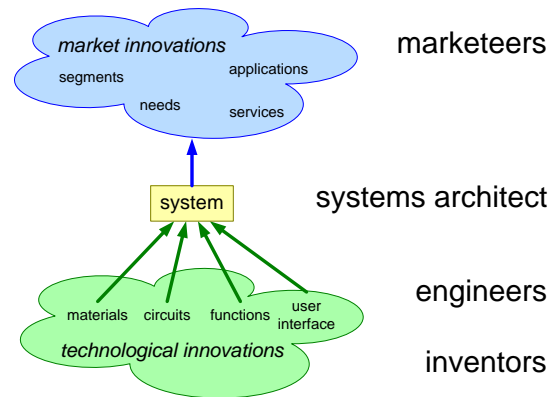 market innovations
marketeers
segments
applications
needs
services
system
systems architect
materials
circuits
functions
user
interface
engineers
technological innovations
inventors